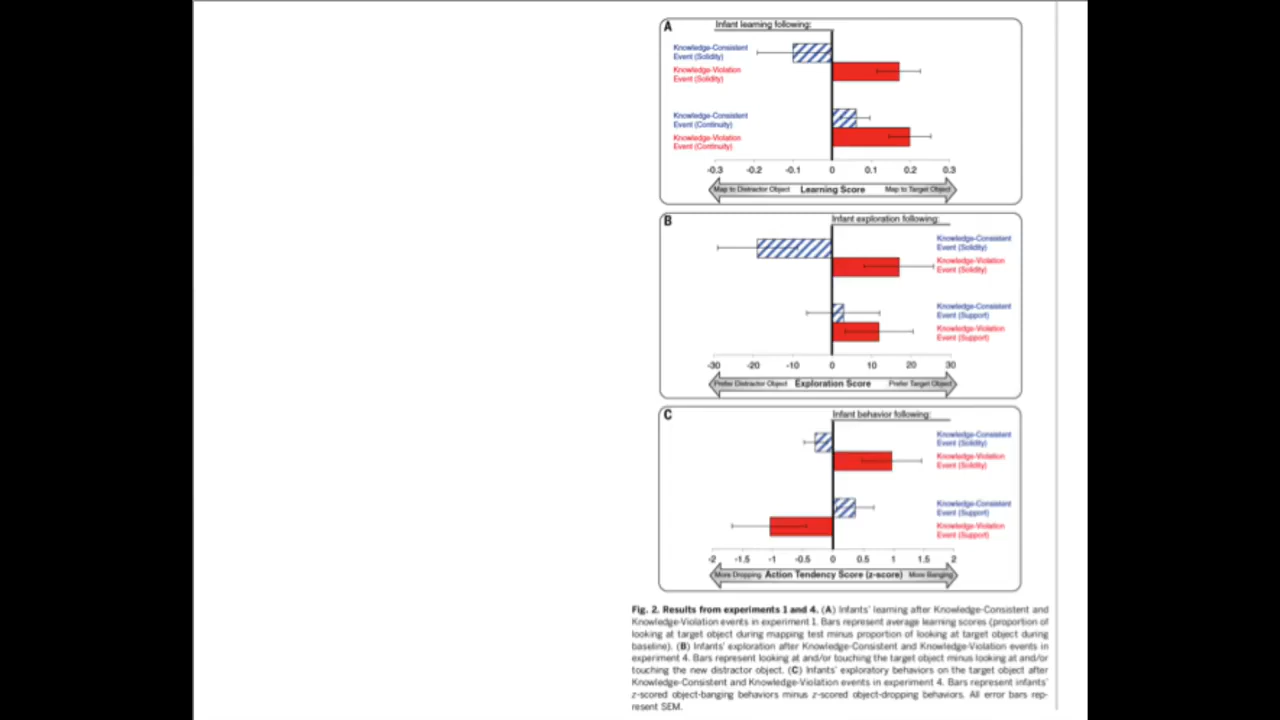 A
Infant learning following:
Knowledge-Consistent
Event (Solidity)
Knowledge-Violation
Event (Solidity)
Knowledge-Consistent
Event (Continuity)
Knowledge-Violation
Event (Continuity)
-0.3 -0.2 -0.1 0 0.1 0.2 0.3
Map to Distractor Object Learning Score Map to Target Object
B
Infant exploration following:
Knowledge-Consistent
Event (Solidity)
Knowledge-Violation
Event (Solidity)
Knowledge-Consistent
Event (Support)
Knowledge-Violation
Event (Support)
-30 -20 -10 0 10 20 30
Prefer Distractor Object Exploration Score Prefer Target Object
C
Infant behavior following:
Knowledge-Consistent
Event (Solidity)
Knowledge-Violation
Event (Solidity)
Knowledge-Consistent
Event (Support)
Knowledge-Violation
Event (Support)
-2 -1.5 -1 -0.5 0 0.5 1 1.5 2
More Dropping Action Tendency Score (z-score) More Banging
Fig. 2. Results from experiments 1 and 4. (A) Infants' learning after Knowledge-Consistent and
Knowledge-Violation events in experiment 1. Bars represent average learning scores (proportion of
looking at target object during mapping test minus proportion of looking at target object during
baseline). (B) Infants' exploration after Knowledge-Consistent and Knowledge-Violation events in
experiment 4. Bars represent looking at and/or touching the target object minus looking at and/or
touching the new distractor object. (C) Infants' exploratory behaviors on the target object after
Knowledge-Consistent and Knowledge-Violation events in experiment 4. Bars represent infants'
z-scored object-banging behaviors minus z-scored object-dropping behaviors. All error bars rep-
resent SEM.